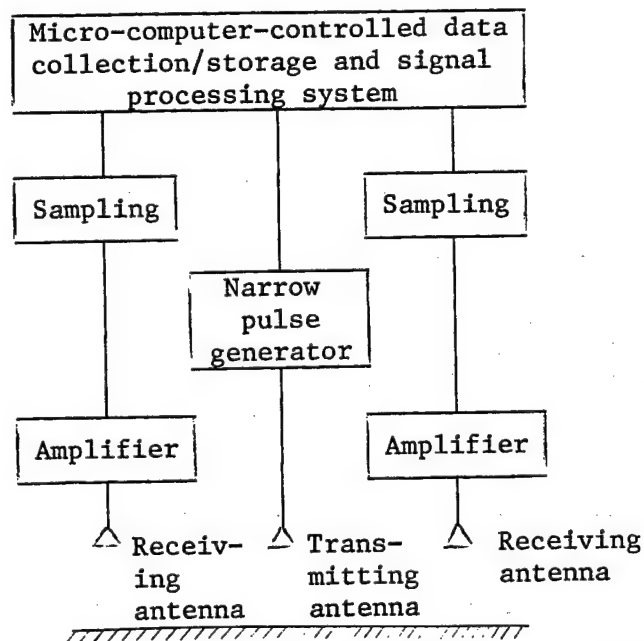 Micro-computer-controlled data
collection/storage and signal
processing system
Sampling
Sampling
Narrow
pulse
generator
Amplifier
Amplifier
Receiv-
ing
antenna
Trans-
mitting
antenna
Receiving
antenna